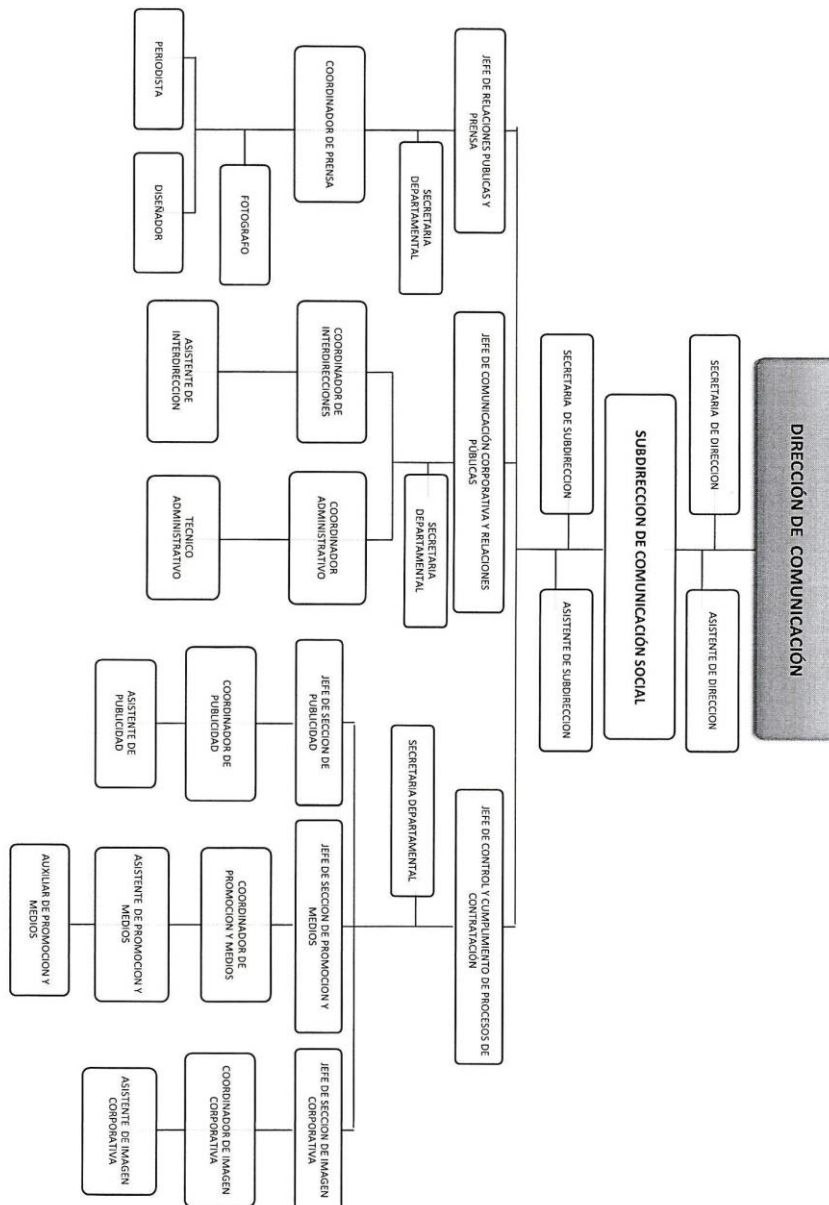 DIRECCIÓN DE COMUNICACIÓN
SECRETARIA DE DIRECCION
ASISTENTE DE DIRECCION
SUBDIRECCION DE COMUNICACIÓN SOCIAL
SECRETARIA DE SUBDIRECCION
ASISTENTE DE SUBDIRECCION
JEFE DE RELACIONES PUBLICAS Y
PRENSA
SECRETARIA
DEPARTAMENTAL
COORDINADOR DE PRENSA
FOTOGRAFO
PERIODISTA
DISEÑADOR
JEFE DE COMUNICACIÓN CORPORATIVA Y RELACIONES
PÚBLICAS
SECRETARIA
DEPARTAMENTAL
COORDINADOR DE
INTERDIRECCIONES
COORDINADOR
ADMINISTRATIVO
ASISTENTE DE
INTERDIRECCION
TECNICO
ADMINISTRATIVO
JEFE DE CONTROL Y CUMPLIMIENTO DE PROCESOS DE
CONTRATACIÓN
SECRETARIA DEPARTAMENTAL
JEFE DE SECCION DE
PUBLICIDAD
COORDINADOR DE
PUBLICIDAD
ASISTENTE DE
PUBLICIDAD
JEFE DE SECCION DE PROMOCION Y
MEDIOS
COORDINADOR DE
PROMOCION Y MEDIOS
ASISTENTE DE PROMOCION Y
MEDIOS
AUXILIAR DE PROMOCION Y
MEDIOS
JEFE DE SECCION DE IMAGEN
CORPORATIVA
COORDINADOR DE IMAGEN
CORPORATIVA
ASISTENTE DE IMAGEN
CORPORATIVA